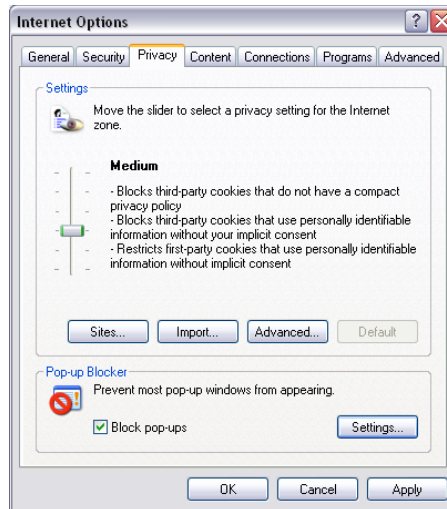 Internet Options
General Security Privacy Content Connections Programs Advanced
Settings
Move the slider to select a privacy setting for the Internet
zone.
Medium
- Blocks third-party cookies that do not have a compact
privacy policy
- Blocks third-party cookies that use personally identifiable
information without your implicit consent
- Restricts first-party cookies that use personally identifiable
information without implicit consent
Sites... Import... Advanced... Default
Pop-up Blocker
Prevent most pop-up windows from appearing.
Block pop-ups Settings...
OK Cancel Apply